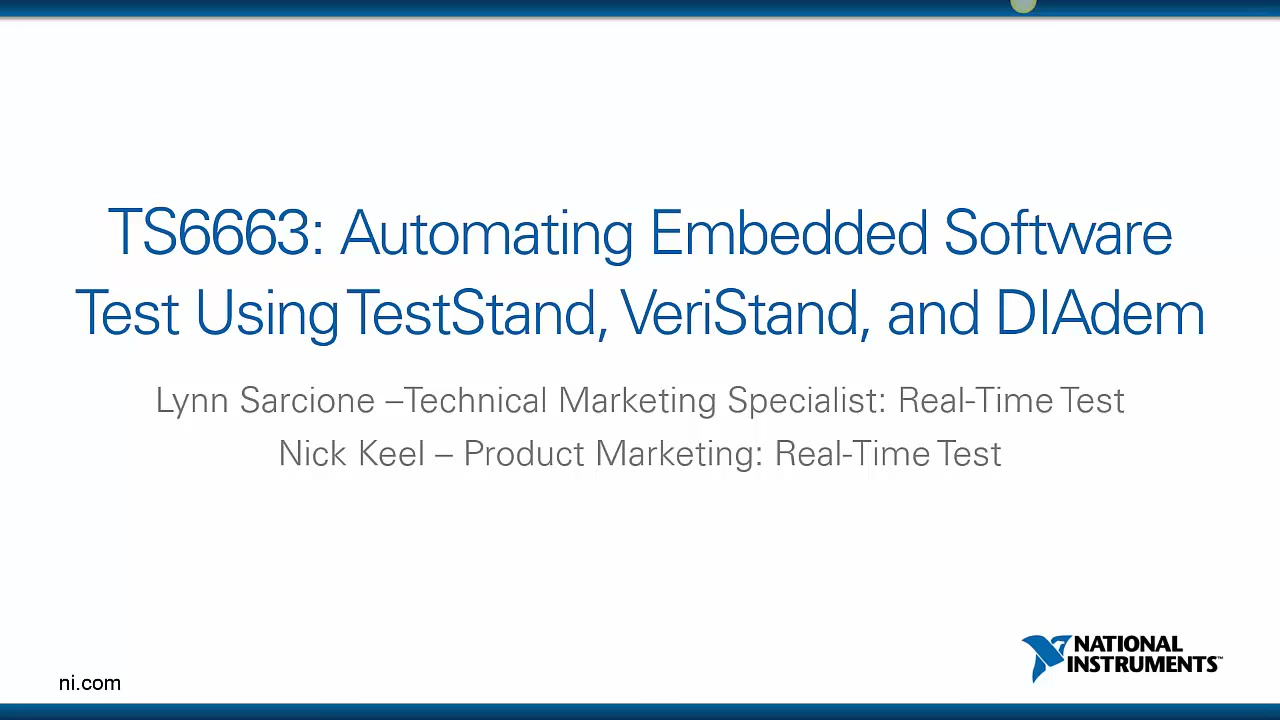 TS6663: Automating Embedded Software
Test Using TestStand, VeriStand, and DIAdem
Lynn Sarcione –Technical Marketing Specialist: Real-Time Test
Nick Keel – Product Marketing: Real-Time Test
NATIONAL
INSTRUMENTS™
ni.com